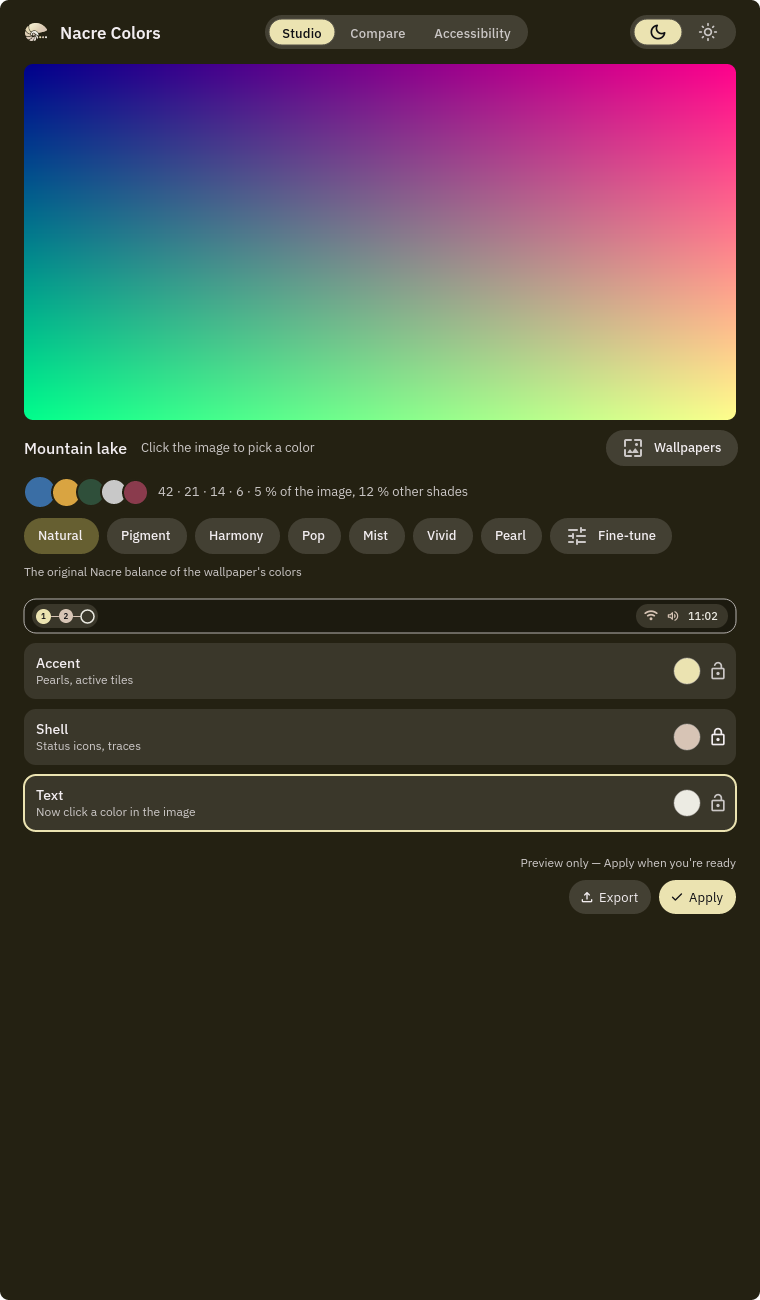 Nacre Colors
Studio Compare Accessibility
Mountain lake Click the image to pick a color Wallpapers
42 · 21 · 14 · 6 · 5 % of the image, 12 % other shades
Natural Pigment Harmony Pop Mist Vivid Pearl Fine-tune
The original Nacre balance of the wallpaper's colors
1 2 11:02
Accent
Pearls, active tiles
Shell
Status icons, traces
Text
Now click a color in the image
Preview only — Apply when you're ready
Export Apply